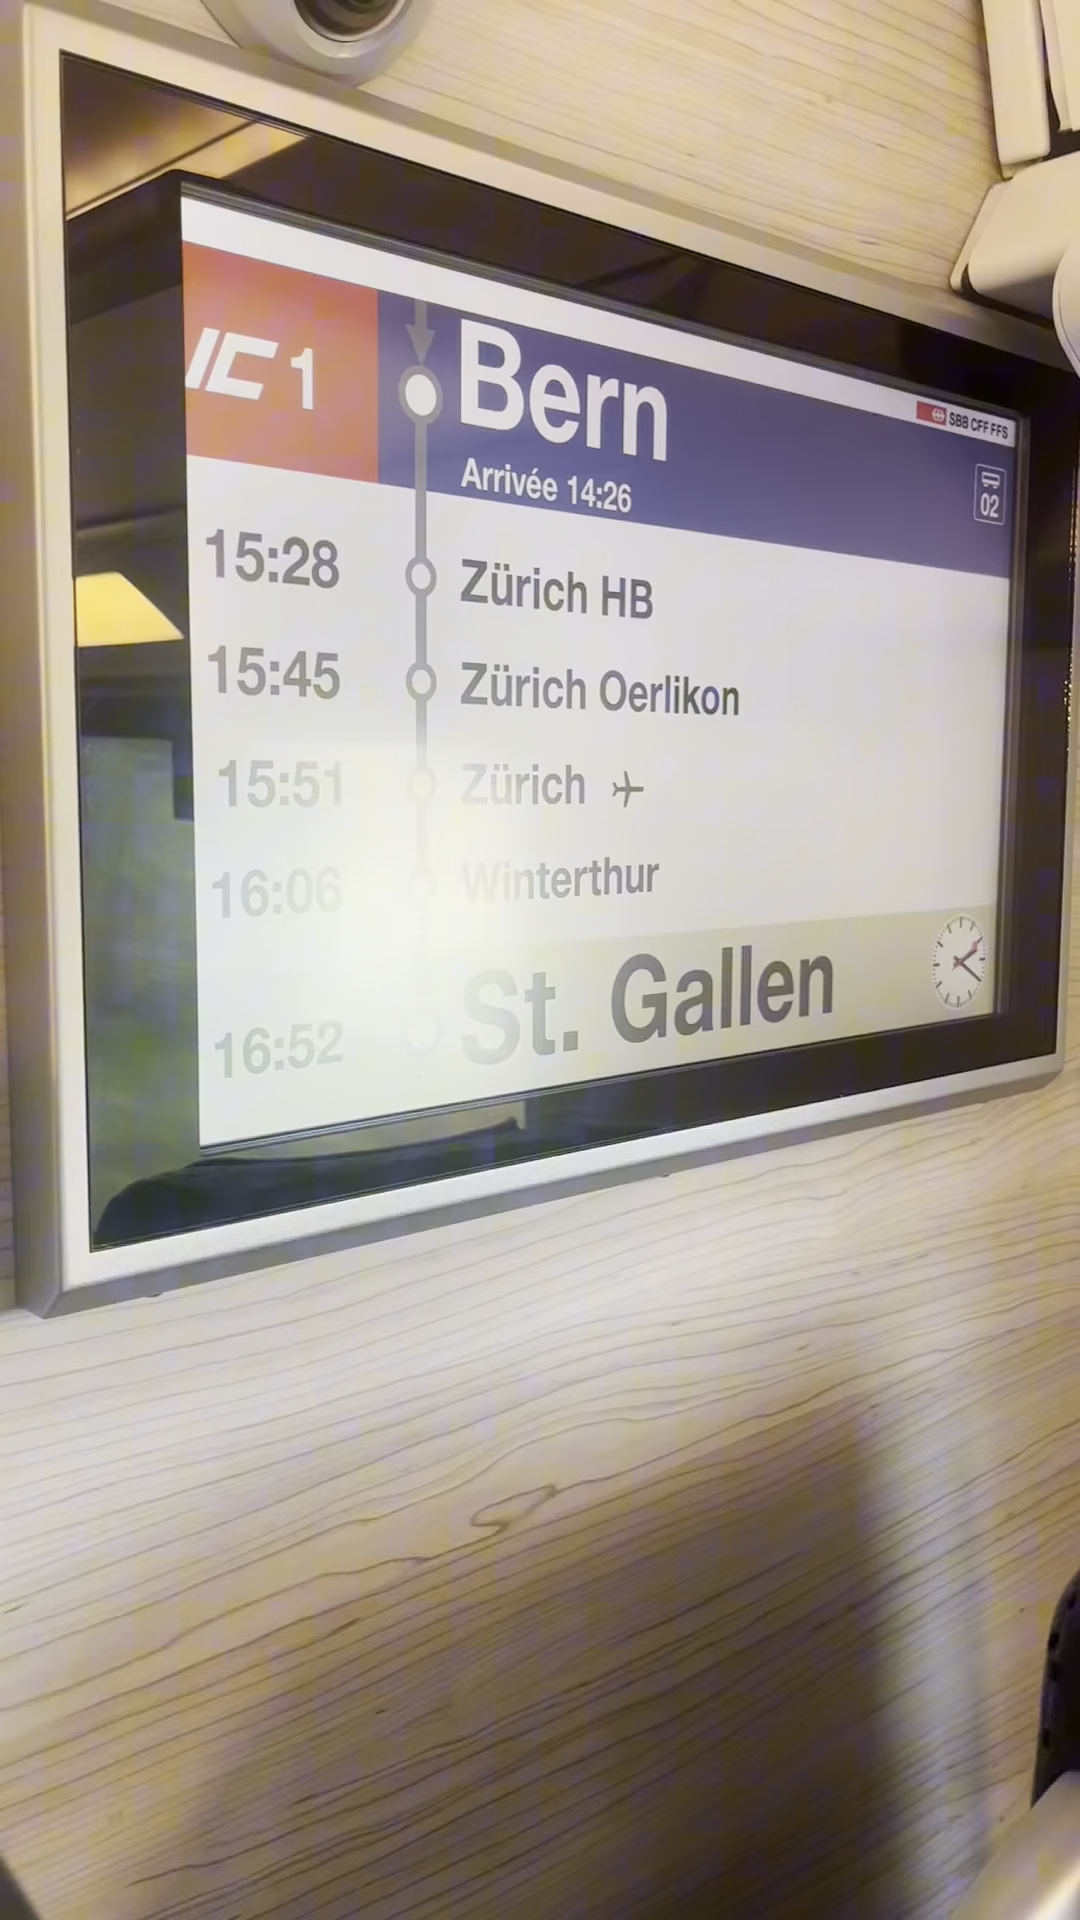 IC 1
Bern
Arrivée 14:26
SBB CFF FFS
02
15:28 Zürich HB
15:45 Zürich Oerlikon
15:51 Zürich
16:06 Winterthur
16:52 St. Gallen